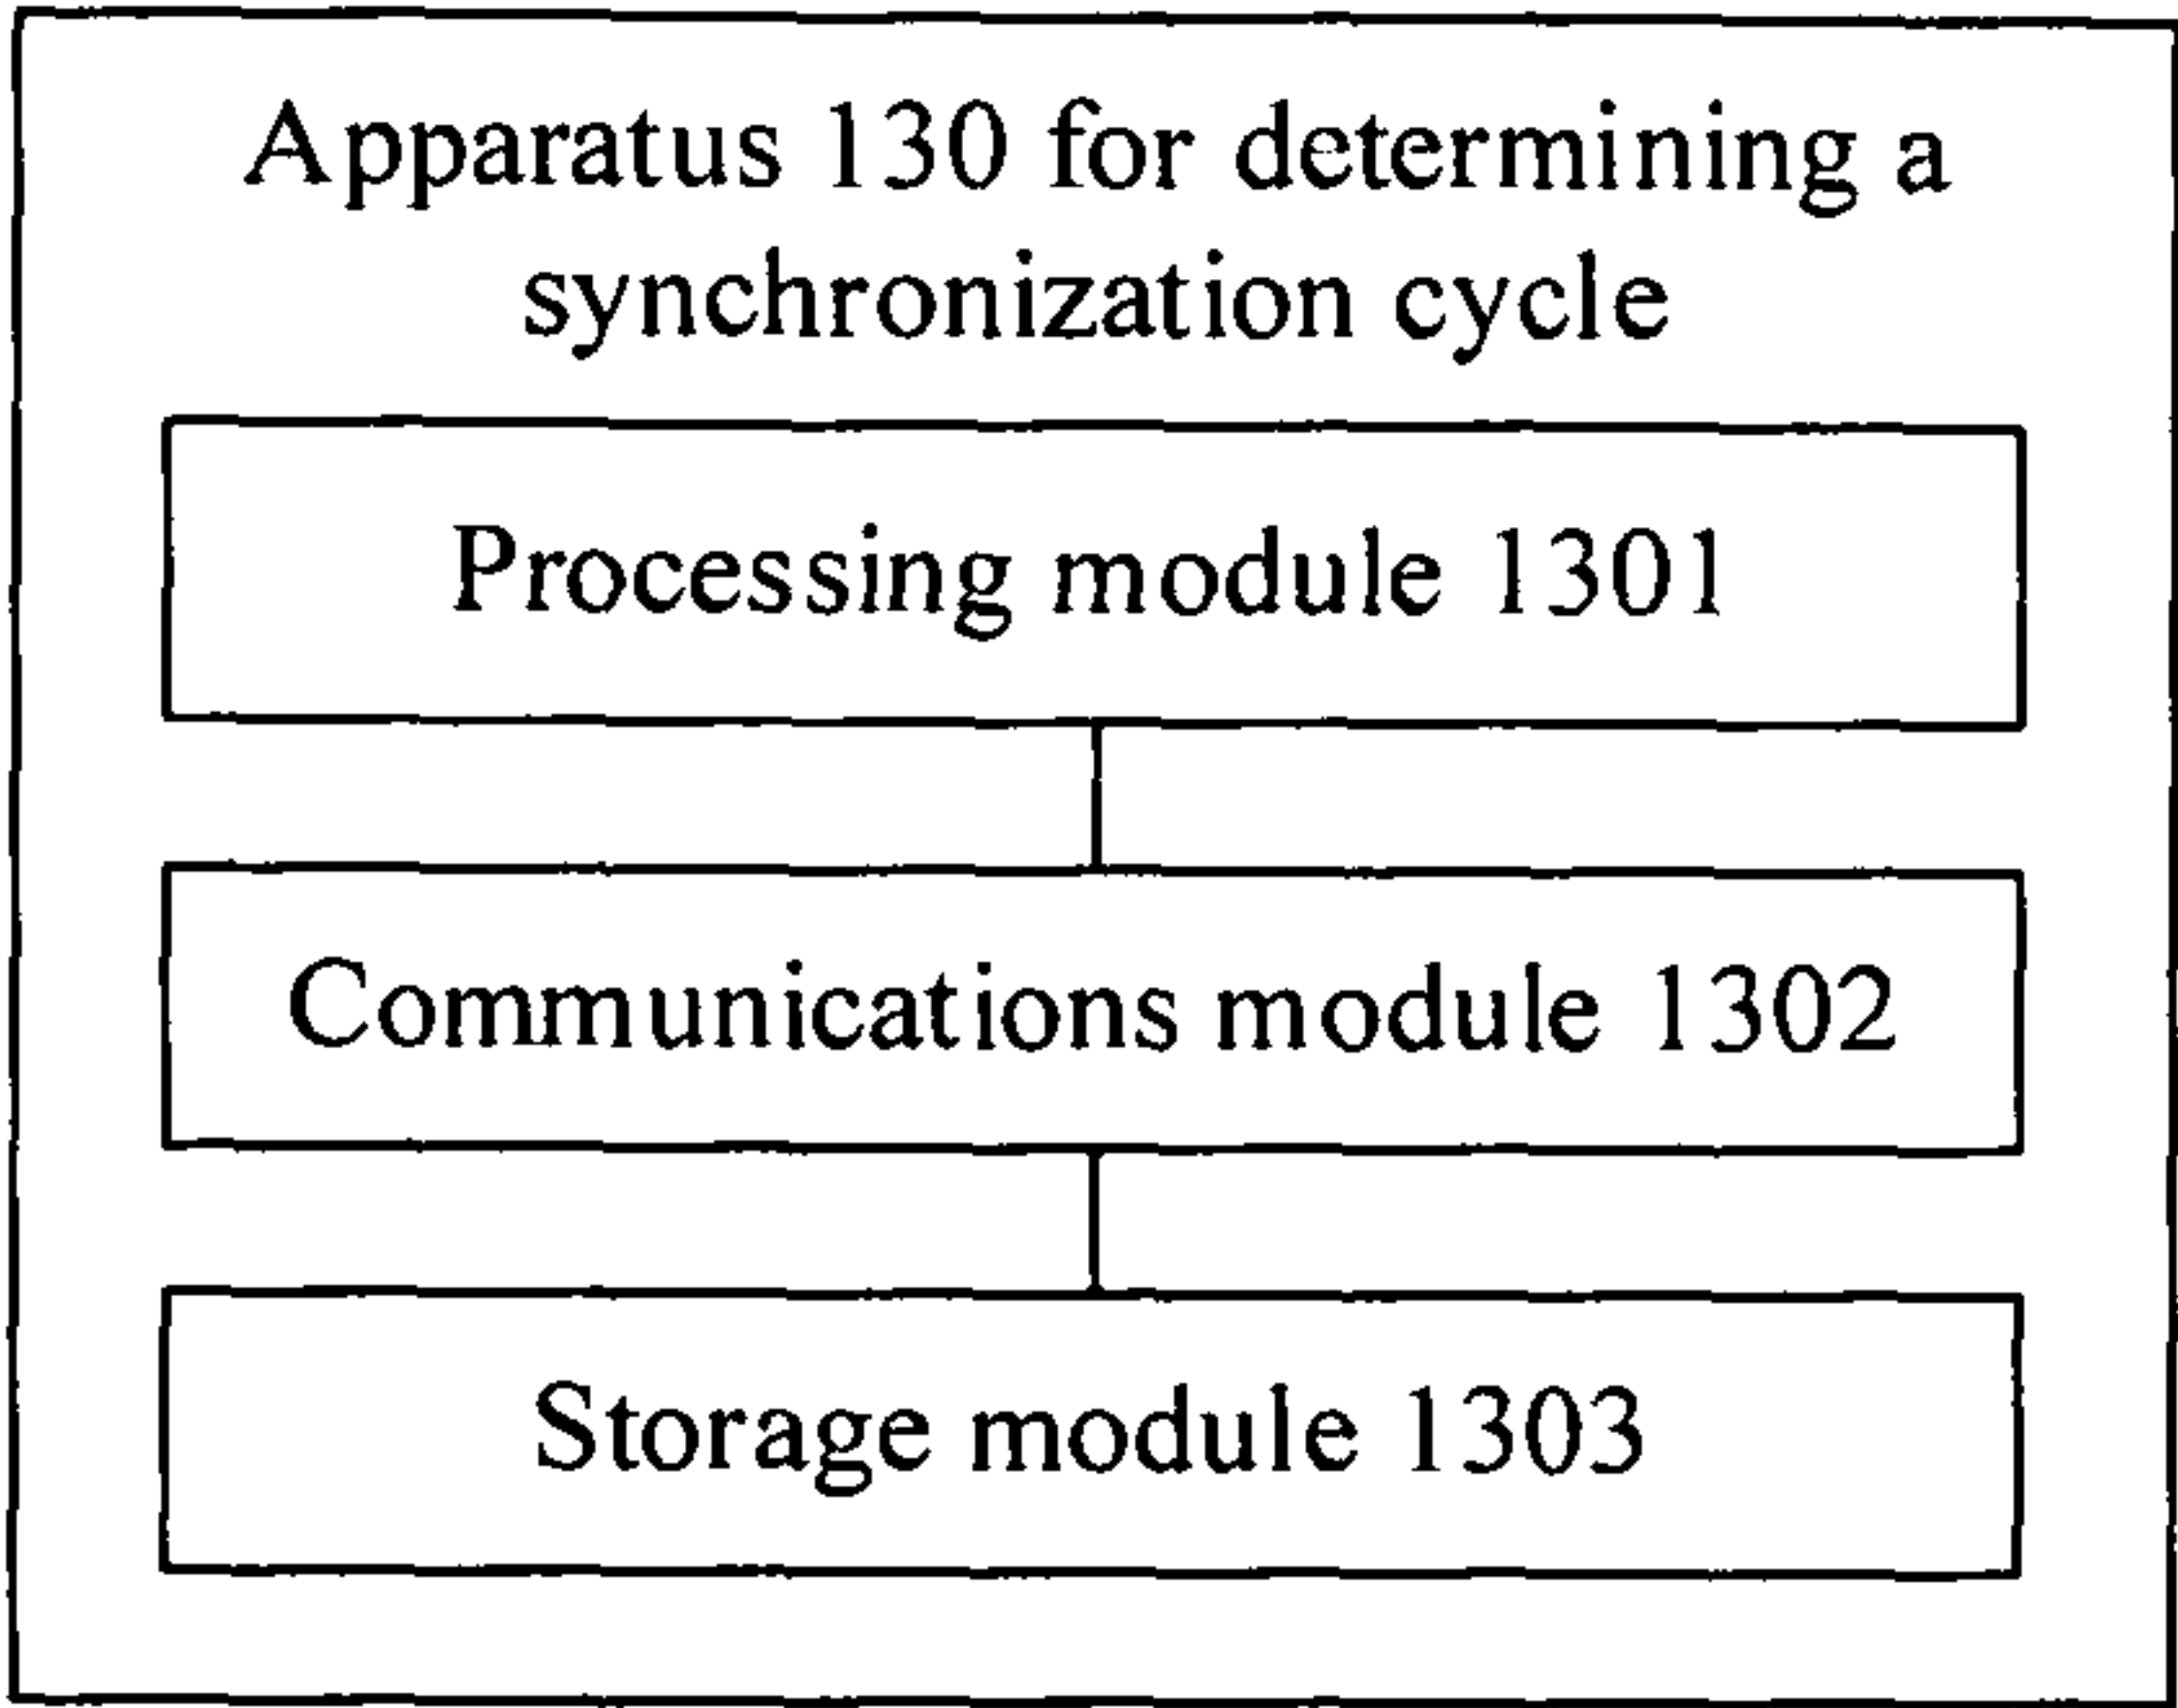 Apparatus 130 for determining a
synchronization cycle
Processing module 1301
Communications module 1302
Storage module 1303